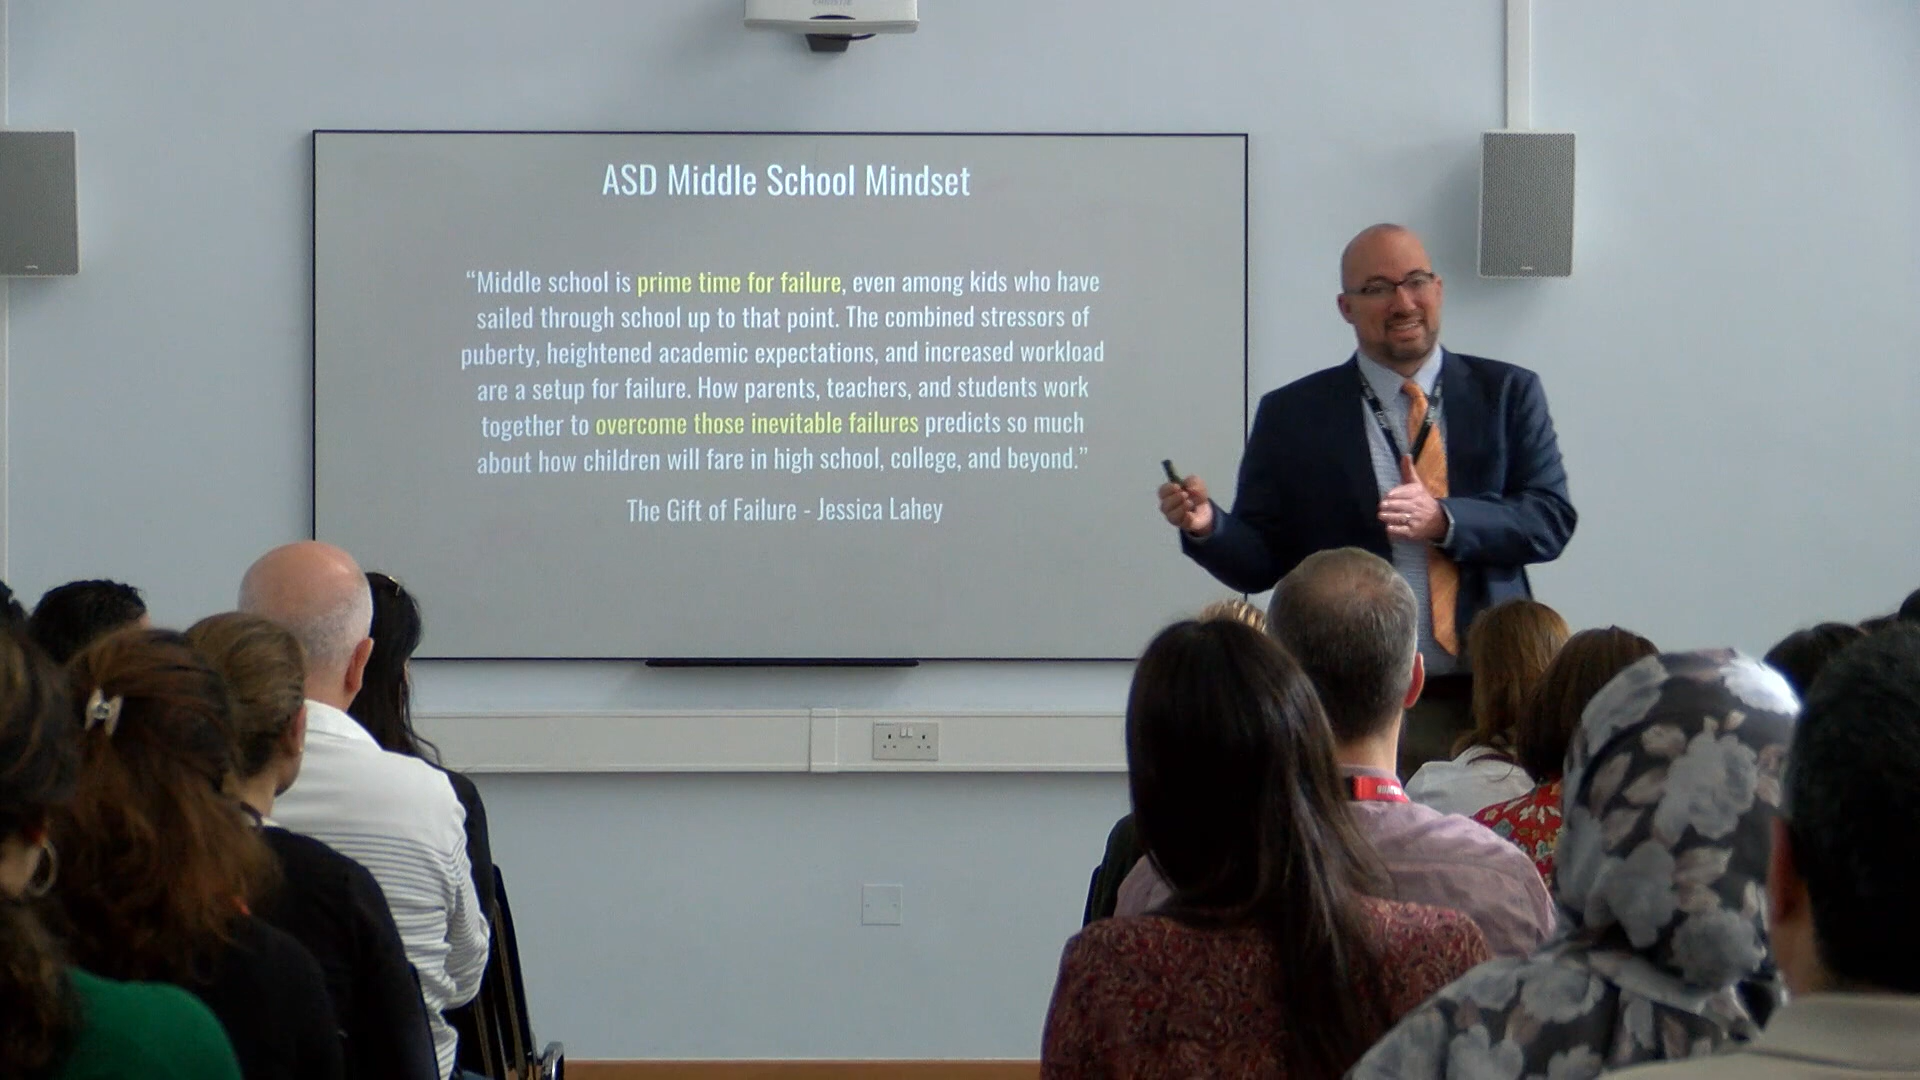 CHRISTIE
ASD Middle School Mindset
“Middle school is prime time for failure, even among kids who have
sailed through school up to that point. The combined stressors of
puberty, heightened academic expectations, and increased workload
are a setup for failure. How parents, teachers, and students work
together to overcome those inevitable failures predicts so much
about how children will fare in high school, college, and beyond.”
The Gift of Failure - Jessica Lahey